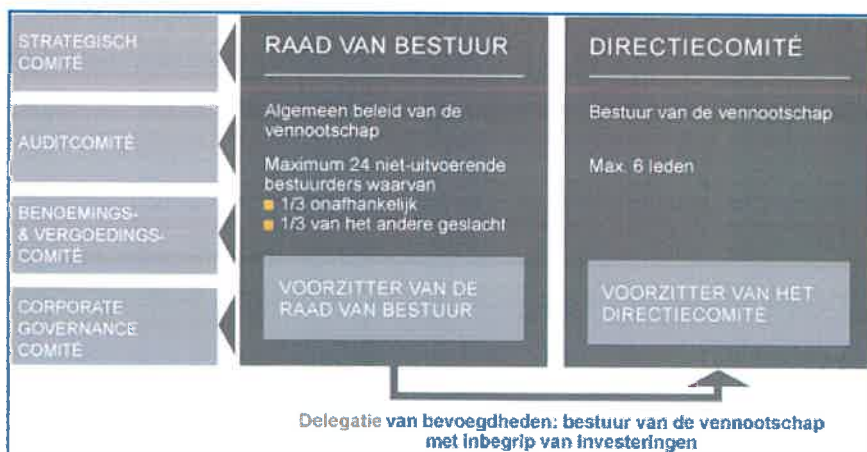 STRATEGISCH
COMITÉ
AUDITCOMITÉ
BENOEMINGS-
& VERGOEDINGS-
COMITÉ
CORPORATE
GOVERNANCE
COMITÉ
RAAD VAN BESTUUR
Algemeen beleid van de
vennootschap
Maximum 24 niet-uitvoerende
bestuurders waarvan
1/3 onafhankelijk
1/3 van het andere geslacht
VOORZITTER VAN DE
RAAD VAN BESTUUR
DIRECTIECOMITÉ
Bestuur van de vennootschap
Max. 6 leden
VOORZITTER VAN HET
DIRECTIECOMITÉ
Delegatie van bevoegdheden: bestuur van de vennootschap
met inbegrip van investeringen